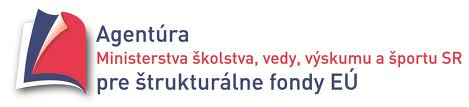 Agentúra
Ministerstva školstva, vedy, výskumu a športu SR
pre štrukturálne fondy EÚ